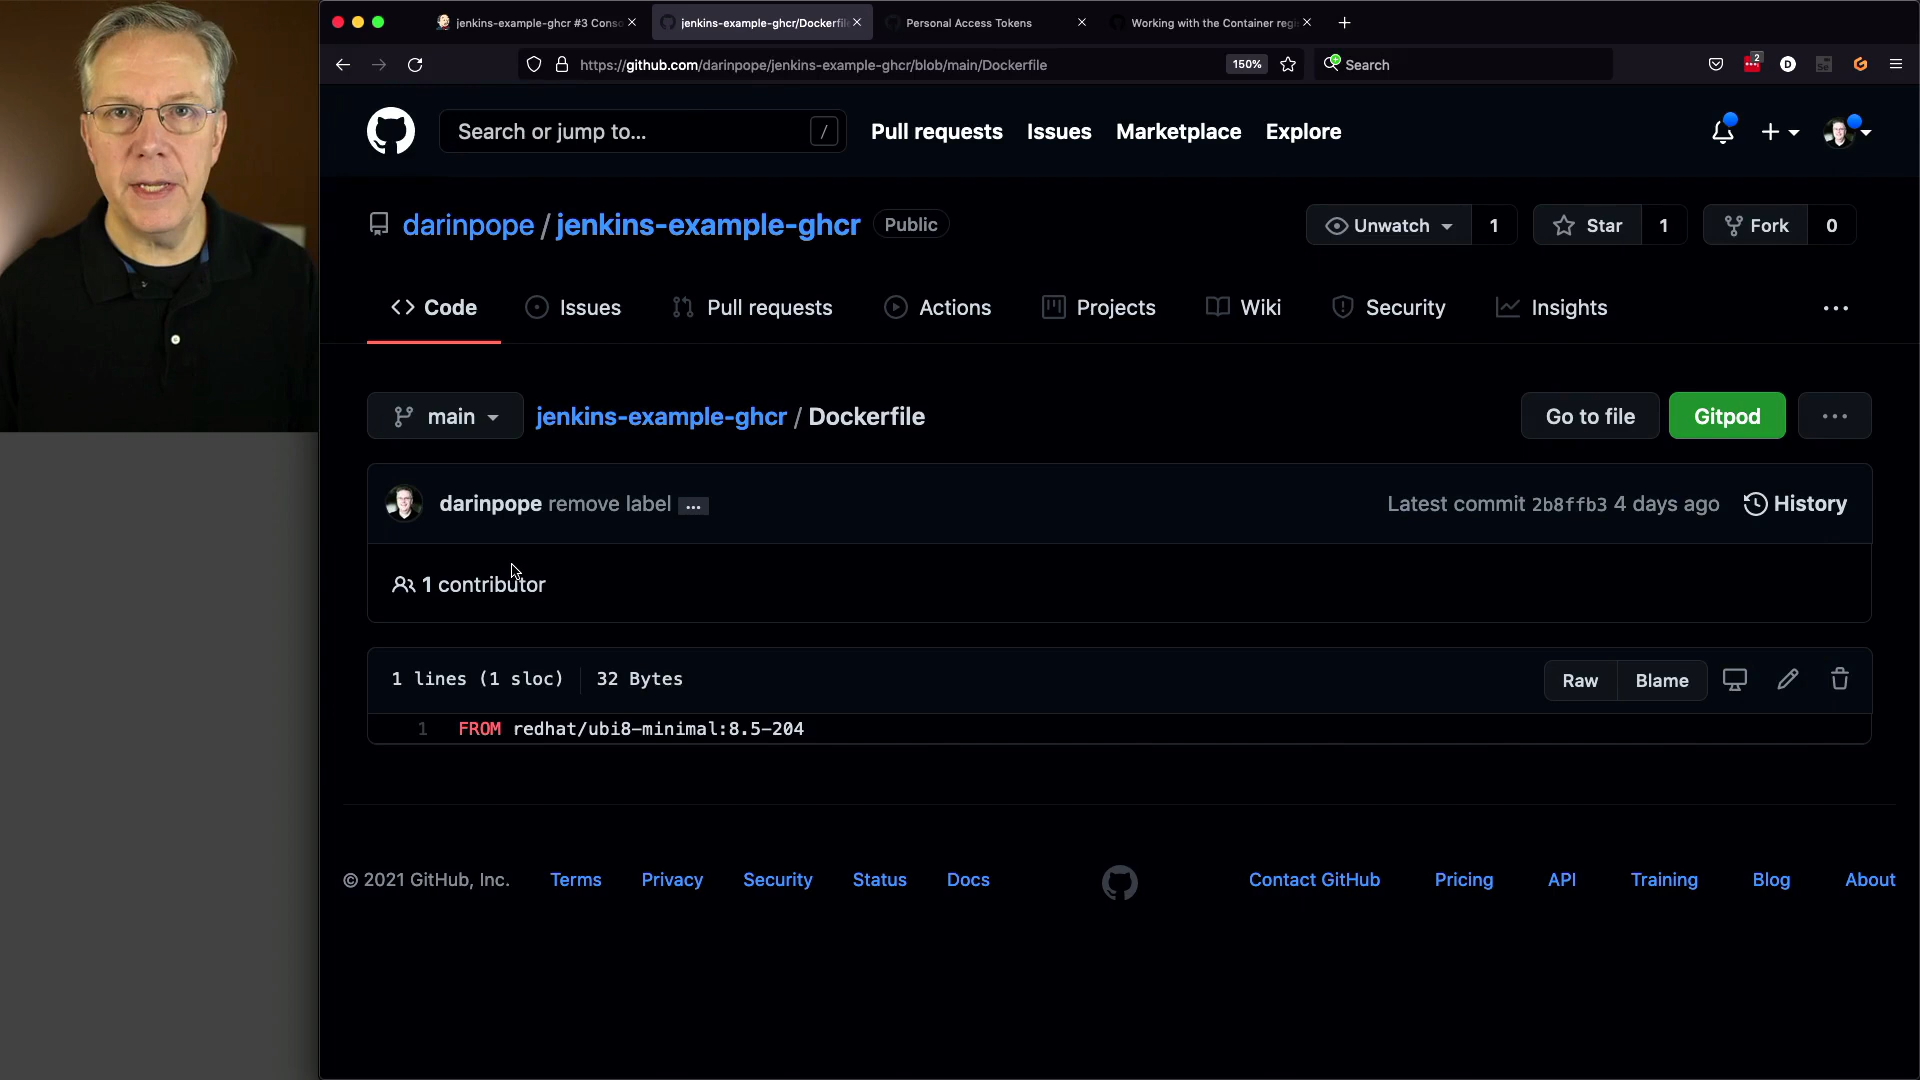 jenkins-example-ghcr #3 Conso
jenkins-example-ghcr/Dockerfil
Personal Access Tokens
Working with the Container regi
https://github.com/darinpope/jenkins-example-ghcr/blob/main/Dockerfile
150%
Search
2
Search or jump to...
/
Pull requests
Issues
Marketplace
Explore
darinpope / jenkins-example-ghcr
Public
Unwatch
1
Star
1
Fork
0
Code
Issues
Pull requests
Actions
Projects
Wiki
Security
Insights
main
jenkins-example-ghcr / Dockerfile
Go to file
Gitpod
darinpope remove label ...
Latest commit 2b8ffb3 4 days ago
History
1 contributor
1 lines (1 sloc)
32 Bytes
Raw
Blame
1 FROM redhat/ubi8-minimal:8.5-204
© 2021 GitHub, Inc.
Terms
Privacy
Security
Status
Docs
Contact GitHub
Pricing
API
Training
Blog
About